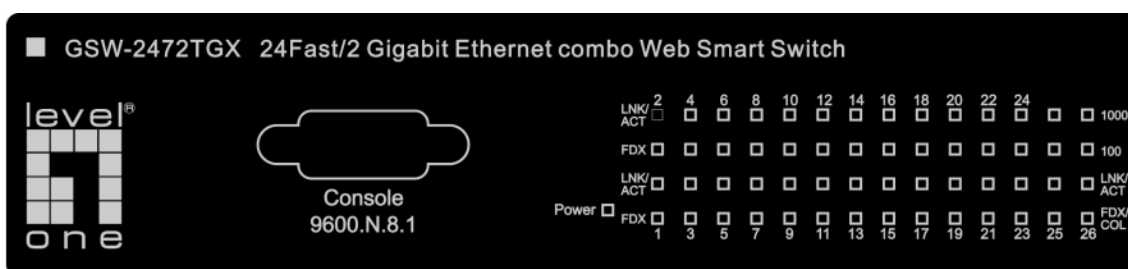 GSW-2472TGX 24Fast/2 Gigabit Ethernet combo Web Smart Switch
level®
one
Console
9600.N.8.1
Power
2 4 6 8 10 12 14 16 18 20 22 24
LNK/
ACT
1000
FDX
100
LNK/
ACT
LNK/
ACT
FDX
FDX/
COL
1 3 5 7 9 11 13 15 17 19 21 23 25 26